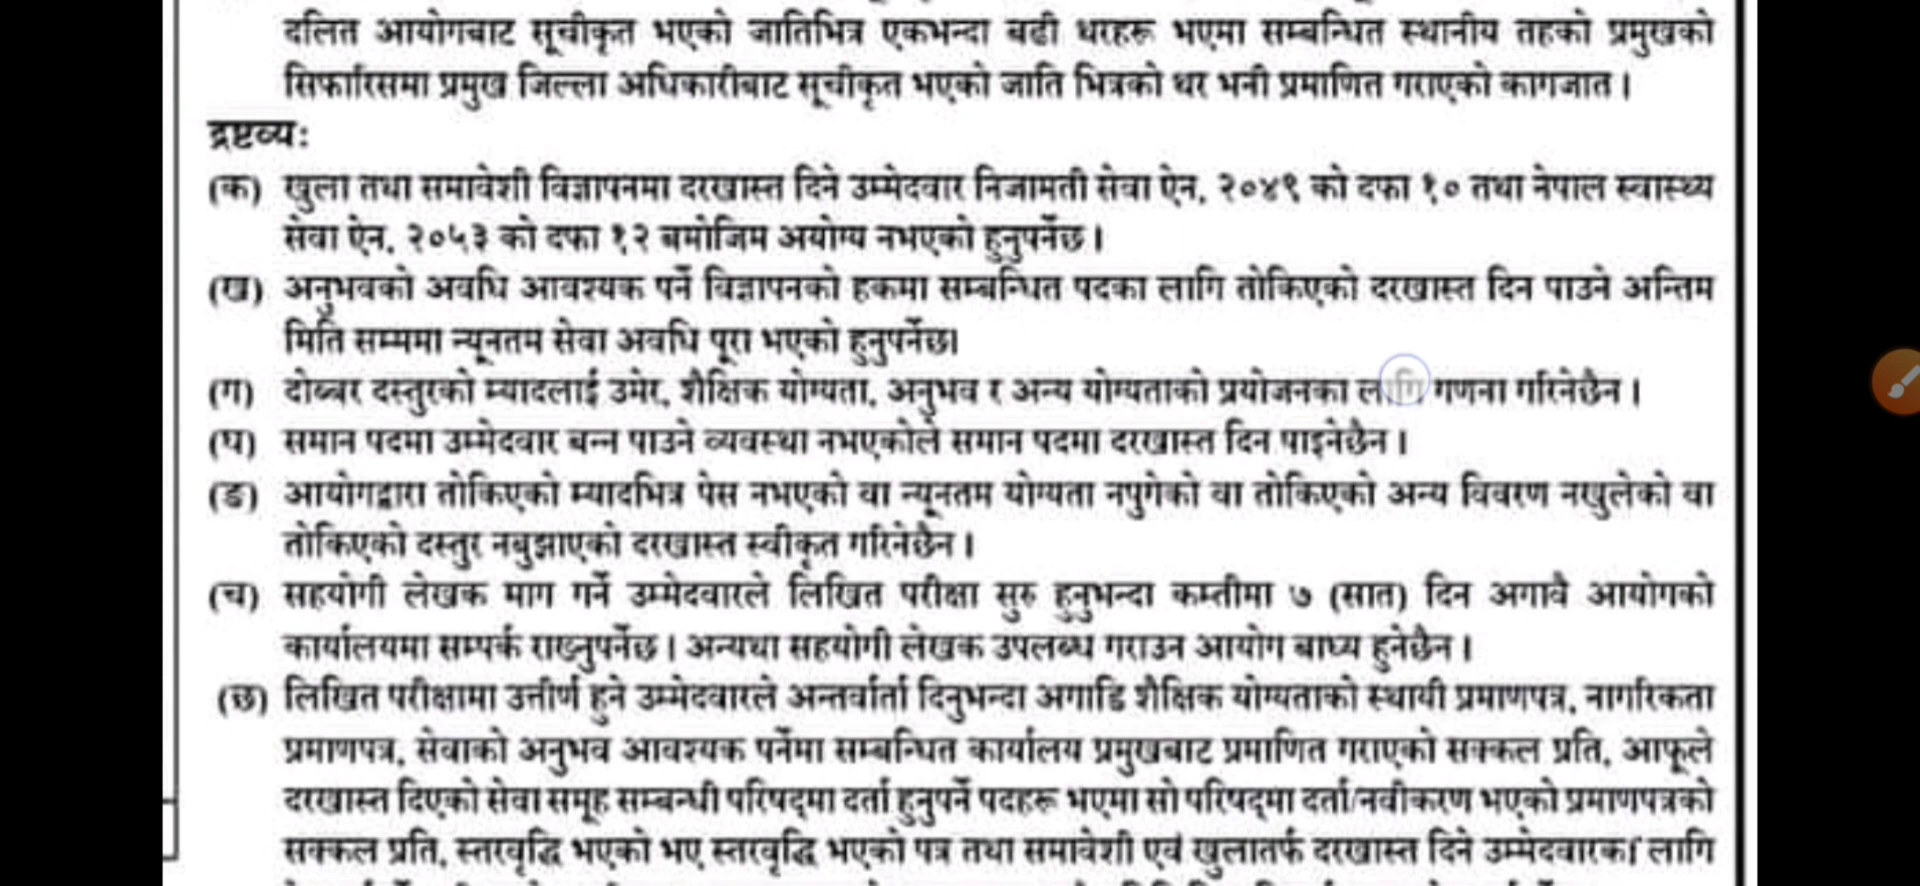 दलित आयोगबाट सूचीकृत भएको जातिभित्र एकभन्दा बढी थरहरू भएमा सम्बन्धित स्थानीय तहको प्रमुखको
सिफारिसमा प्रमुख जिल्ला अधिकारीबाट सूचीकृत भएको जाति भित्रको थर भनी प्रमाणित गराएको कागजात ।
द्रष्टव्यः
(क) खुला तथा समावेशी विज्ञापनमा दरखास्त दिने उम्मेदवार निजामती सेवा ऐन, २०४९ को दफा १० तथा नेपाल स्वास्थ्य
सेवा ऐन, २०५३ को दफा १२ बमोजिम अयोग्य नभएको हुनुपर्नेछ ।
(ख) अनुभवको अवधि आवश्यक पर्ने विज्ञापनको हकमा सम्बन्धित पदका लागि तोकिएको दरखास्त दिन पाउने अन्तिम
मिति सम्ममा न्यूनतम सेवा अवधि पूरा भएको हुनुपर्नेछ।
(ग) दोब्बर दस्तुरको म्यादलाई उमेर, शैक्षिक योग्यता, अनुभव र अन्य योग्यताको प्रयोजनका लागि गणना गरिनेछैन ।
(घ) समान पदमा उम्मेदवार बन्न पाउने व्यवस्था नभएकोले समान पदमा दरखास्त दिन पाइनेछैन ।
(ङ) आयोगद्वारा तोकिएको म्यादभित्र पेस नभएको वा न्यूनतम योग्यता नपुगेको वा तोकिएको अन्य विवरण नखुलेको वा
तोकिएको दस्तुर नबुझाएको दरखास्त स्वीकृत गरिनेछैन ।
(च) सहयोगी लेखक माग गर्ने उम्मेदवारले लिखित परीक्षा सुरु हुनुभन्दा कम्तीमा ७ (सात) दिन अगावै आयोगको
कार्यालयमा सम्पर्क राख्नुपर्नेछ । अन्यथा सहयोगी लेखक उपलब्ध गराउन आयोग बाध्य हुनेछैन ।
(छ) लिखित परीक्षामा उत्तीर्ण हुने उम्मेदवारले अन्तर्वार्ता दिनुभन्दा अगाडि शैक्षिक योग्यताको स्थायी प्रमाणपत्र, नागरिकता
प्रमाणपत्र, सेवाको अनुभव आवश्यक पर्नेमा सम्बन्धित कार्यालय प्रमुखबाट प्रमाणित गराएको सक्कल प्रति, आफूले
दरखास्त दिएको सेवा समूह सम्बन्धी परिषद्मा दर्ता हुनुपर्ने पदहरू भएमा सो परिषद्मा दर्ता/नवीकरण भएको प्रमाणपत्रको
सक्कल प्रति, स्तरवृद्धि भएको भए स्तरवृद्धि भएको पत्र तथा समावेशी एवं खुलातर्फ दरखास्त दिने उम्मेदवारका लागि